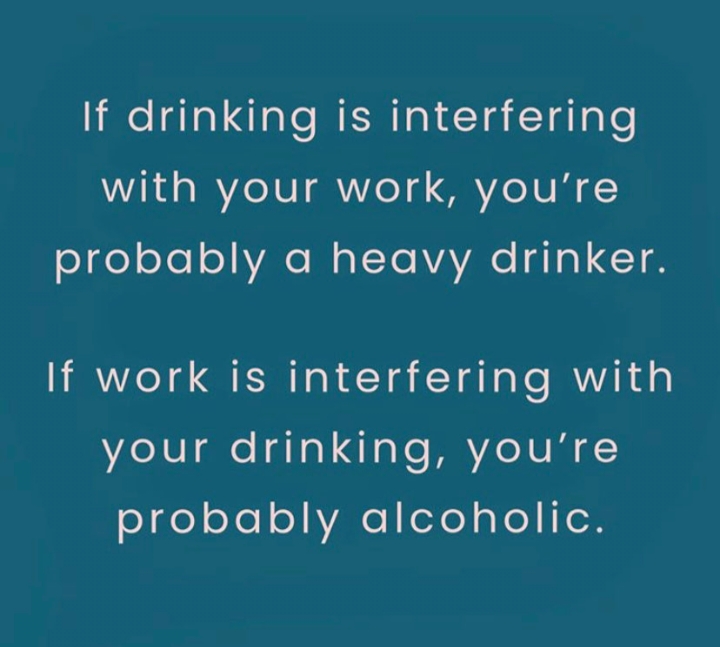 If drinking is interfering
with your work, you’re
probably a heavy drinker.
If work is interfering with
your drinking, you’re
probably alcoholic.